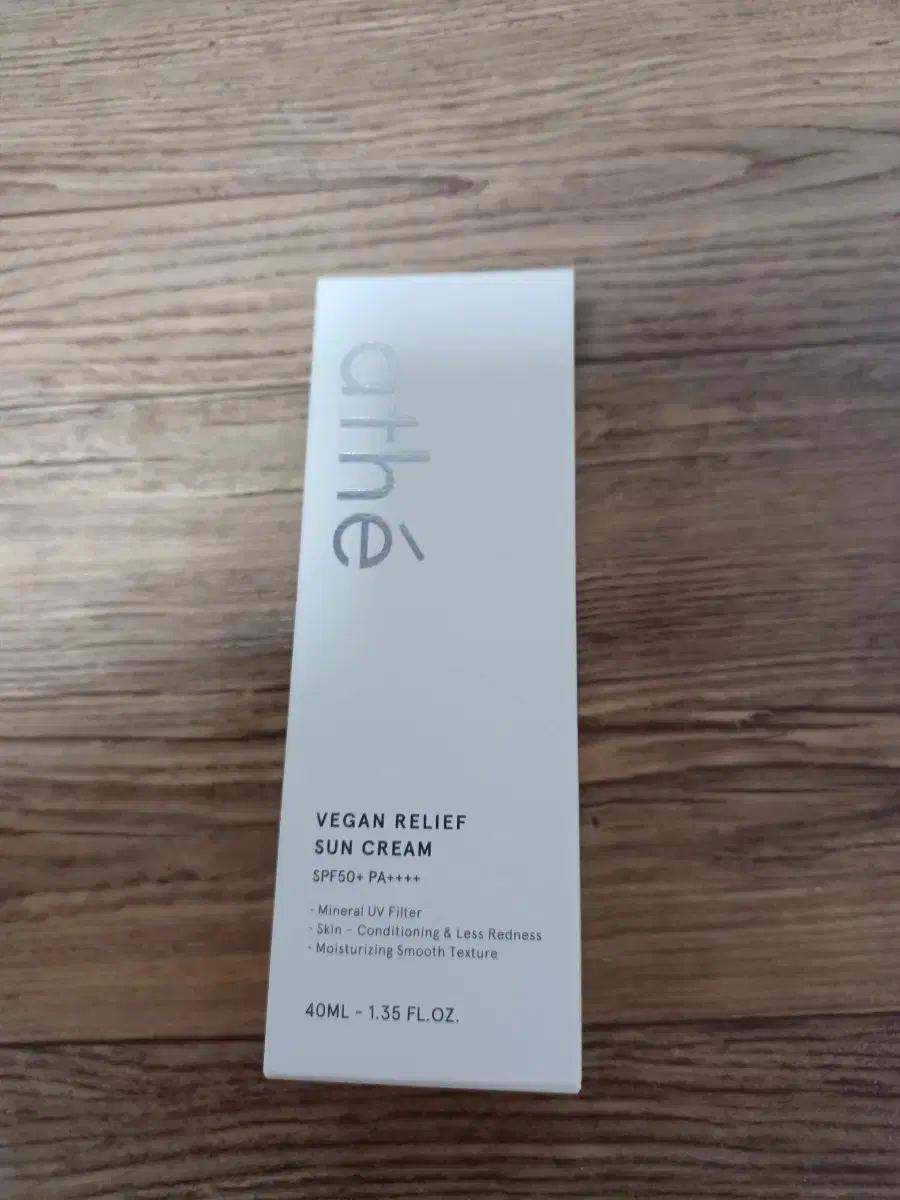 athé
VEGAN RELIEF
SUN CREAM
SPF50+ PA++++
· Mineral UV Filter
· Skin - Conditioning & Less Redness
· Moisturizing Smooth Texture
40ML - 1.35 FL.OZ.